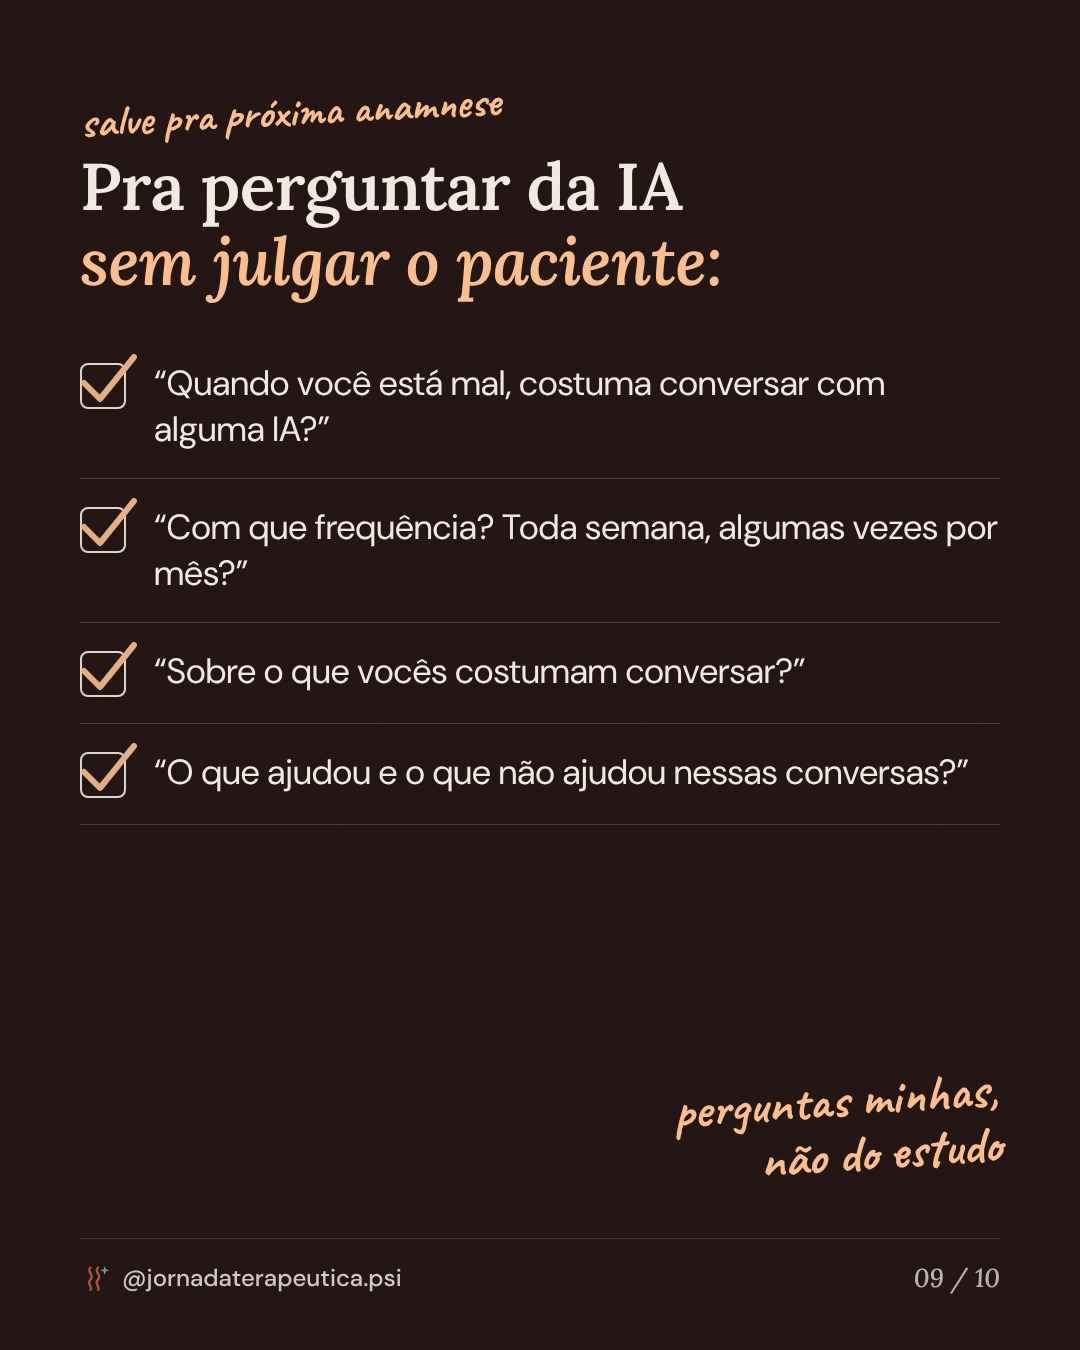 salve pra próxima anamnese
Pra perguntar da IA
sem julgar o paciente:
“Quando você está mal, costuma conversar com
alguma IA?”
“Com que frequência? Toda semana, algumas vezes por
mês?”
“Sobre o que vocês costumam conversar?”
“O que ajudou e o que não ajudou nessas conversas?”
perguntas minhas,
não do estudo
@jornadaterapeutica.psi
09 / 10